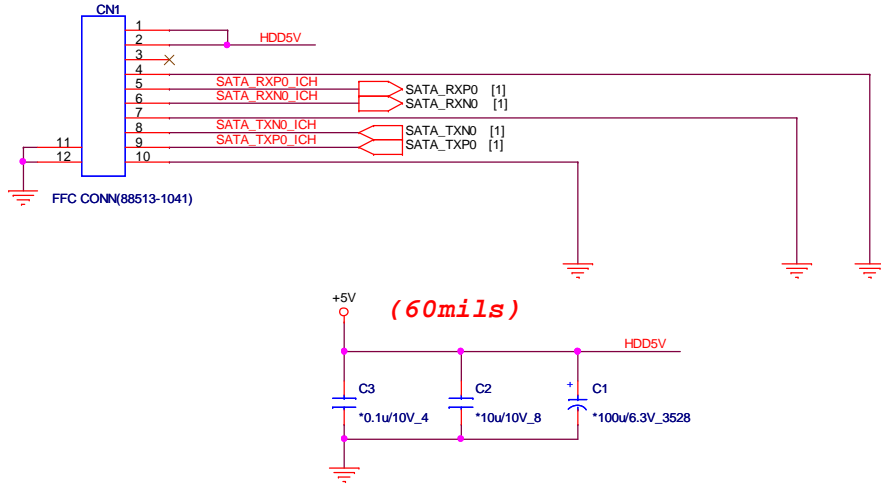 CN1
1
2 HDD5V
3
4
5 SATA_RXP0_ICH SATA_RXP0 [1]
6 SATA_RXN0_ICH SATA_RXN0 [1]
7
8 SATA_TXN0_ICH SATA_TXN0 [1]
11 9 SATA_TXP0_ICH SATA_TXP0 [1]
12 10
FFC CONN(88513-1041)
+5V (60mils)
HDD5V
C3 C2 + C1
*0.1u/10V_4 *10u/10V_8 *100u/6.3V_3528